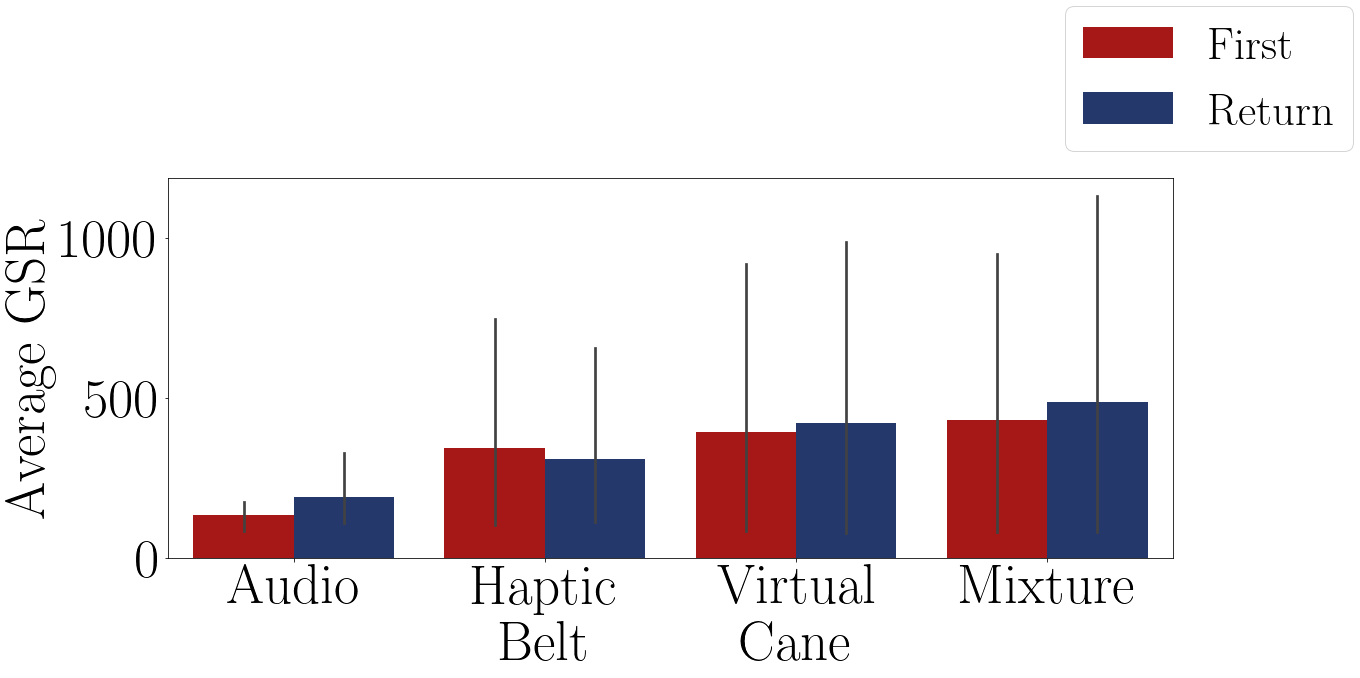 First
Return
Average GSR
1000
500
0
Audio
Haptic
Belt
Virtual
Cane
Mixture